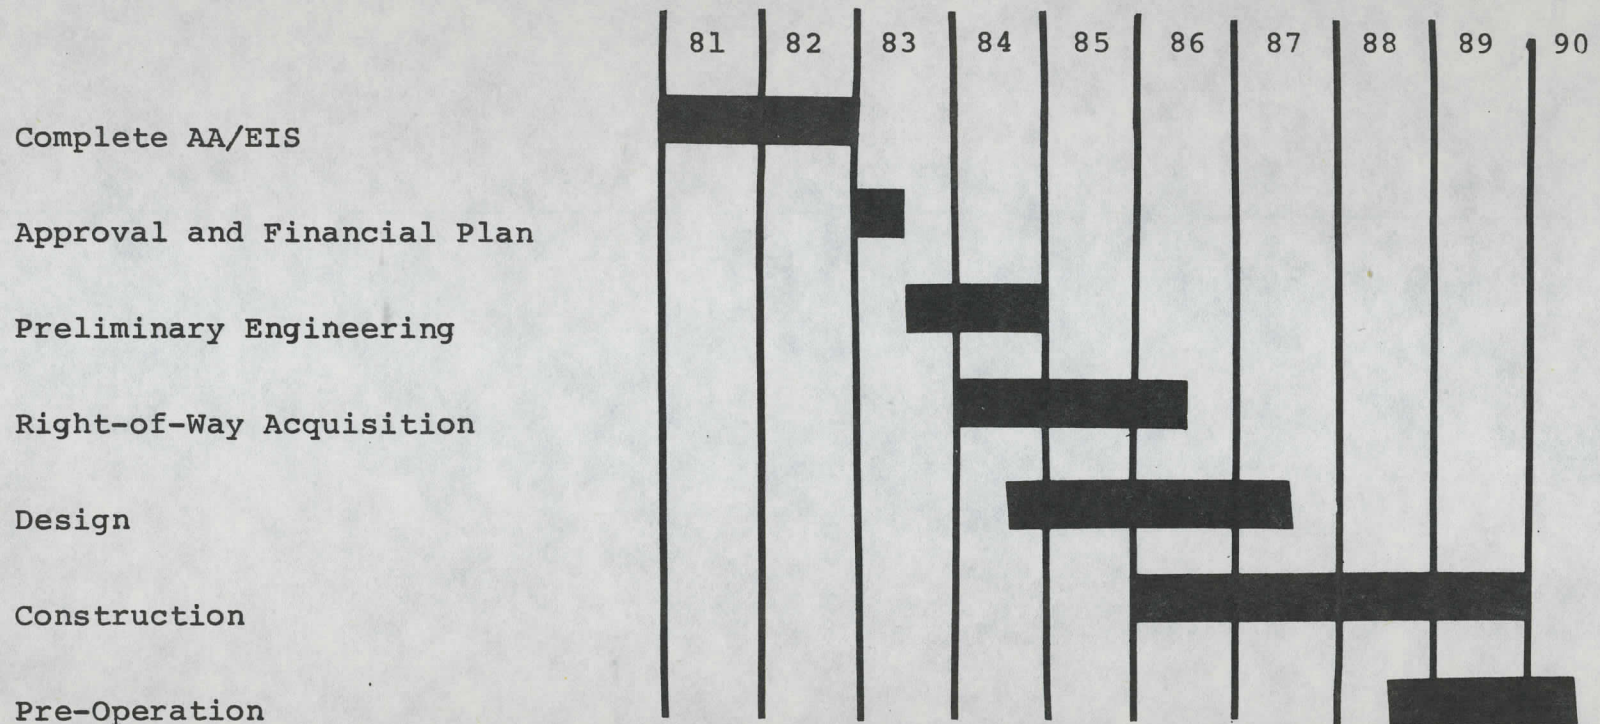 81 82 83 84 85 86 87 88 89 90
Complete AA/EIS
Approval and Financial Plan
Preliminary Engineering
Right-of-Way Acquisition
Design
Construction
Pre-Operation